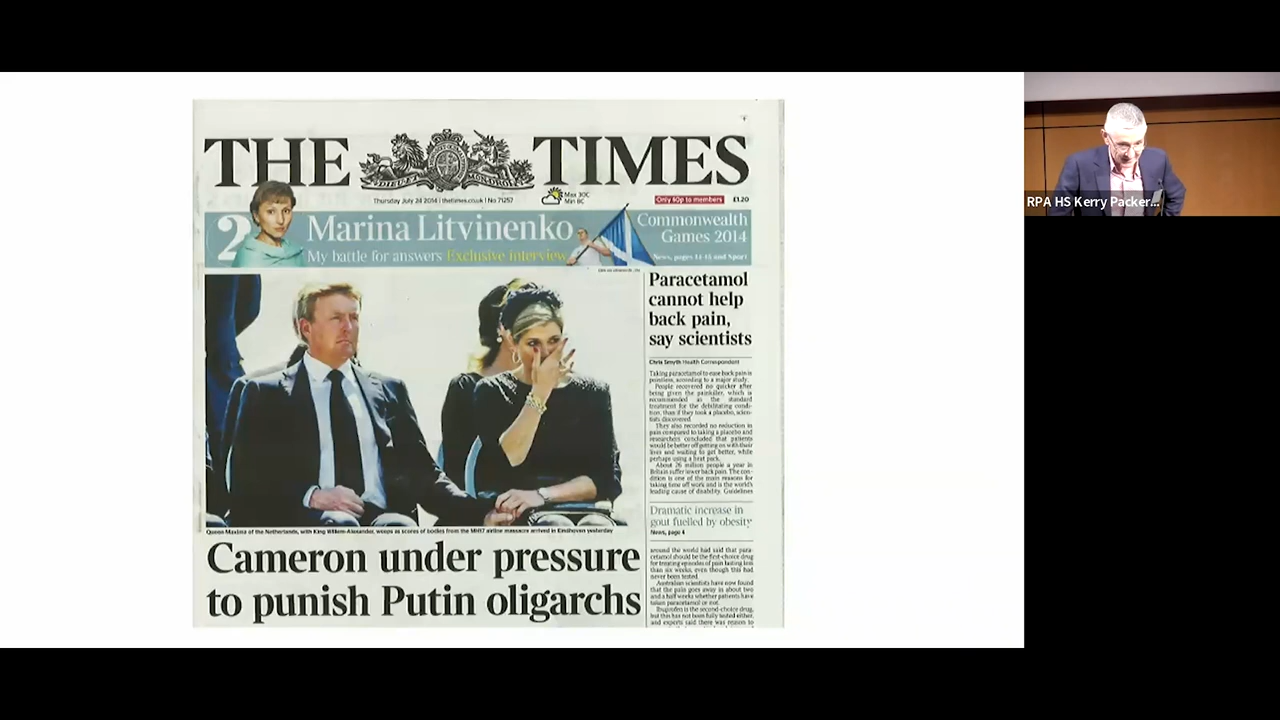 THE TIMES
Thursday July 24 2014 | thetimes.co.uk | No 71257
Max 30C
Min 8C
Only 60p to members
£1.20
2
Marina Litvinenko
My battle for answers Exclusive interview
Commonwealth
Games 2014
News, pages 14-15 and Sport
Queen Maxima of the Netherlands, with King Willem-Alexander, weeps as scores of bodies from the MH17 airline massacre arrived in Eindhoven yesterday
Cameron under pressure
to punish Putin oligarchs
Paracetamol
cannot help
back pain,
say scientists
Chris Smyth Health Correspondent
Taking paracetamol to ease back pain is
pointless, according to a major study.
People recovered no quicker after
being given the painkiller, which is
recommended as the standard
treatment for the debilitating condi-
tion, than if they took a placebo, scien-
tists discovered.
They also recorded no reduction in
pain compared to taking a placebo and
researchers concluded that patients
would be better off getting on with their
lives and waiting to get better, while
perhaps using a heat pack.
About 26 million people a year in
Britain suffer lower back pain. The con-
dition is one of the main reasons for
taking time off work and is the world's
leading cause of disability. Guidelines
Dramatic increase in
gout fuelled by obesity
News, page 4
around the world had said that para-
cetamol should be the first-choice drug
for treating episodes of pain lasting less
than six weeks, even though this had
never been tested.
Australian scientists have now found
that the pain goes away in about two
and a half weeks whether patients have
taken paracetamol or not.
Ibuprofen is the second-choice drug,
but this has not been fully tested either,
and experts said there was reason to
RPA HS Kerry Packer...